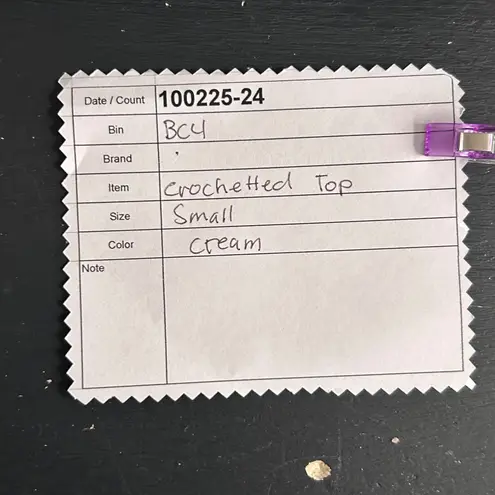 Date / Count 100225-24
Bin BC4
Brand .
Item Crochetted Top
Size Small
Color Cream
Note